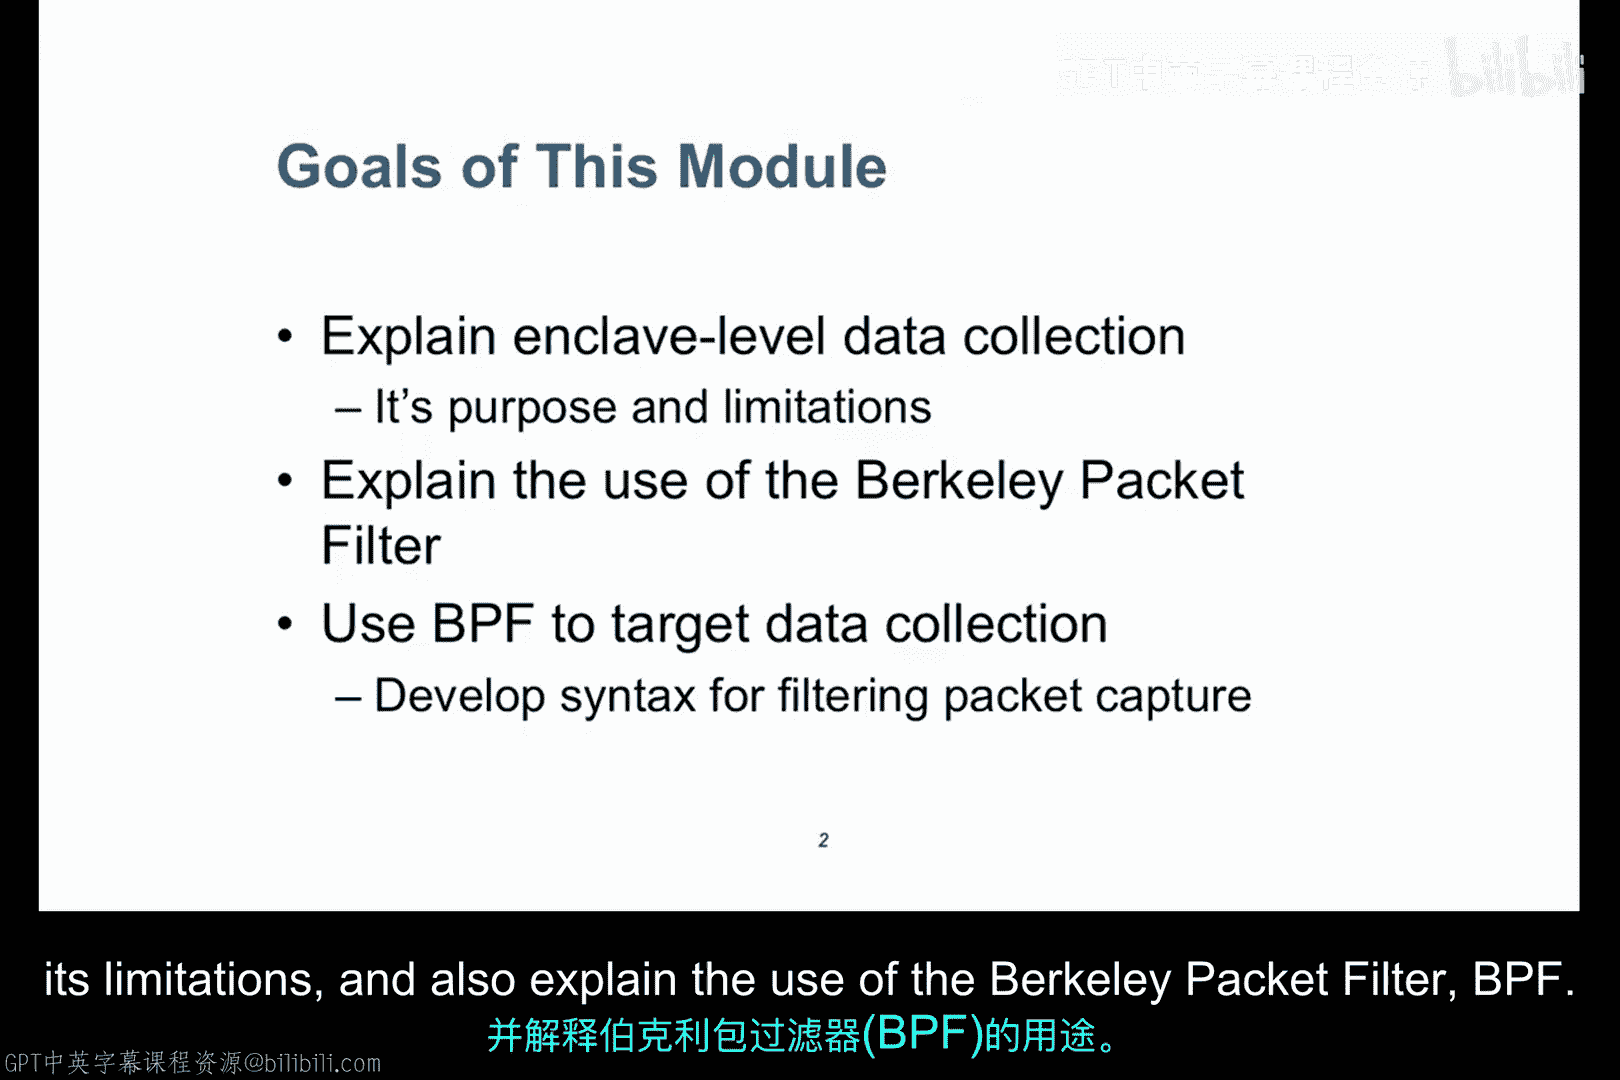 bilibili
Goals of This Module
• Explain enclave-level data collection
– It's purpose and limitations
• Explain the use of the Berkeley Packet
Filter
• Use BPF to target data collection
– Develop syntax for filtering packet capture
2
its limitations, and also explain the use of the Berkeley Packet Filter, BPF.
并解释伯克利包过滤器(BPF)的用途。
GPT中英字幕课程资源@bilibili.com